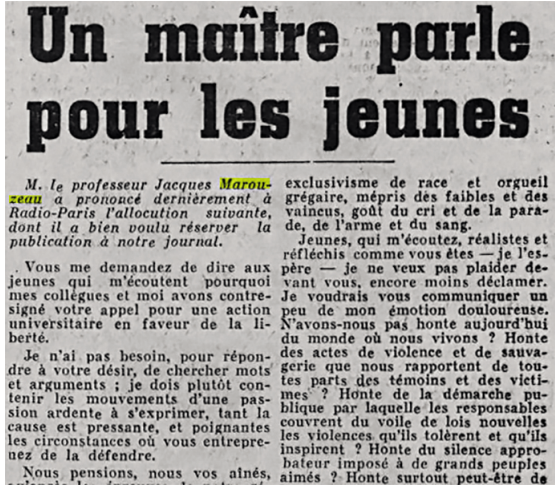 Un maître parle
pour les jeunes
M. le professeur Jacques Marou-
zeau a prononcé dernièrement à
Radio-Paris l'allocution suivante,
dont il a bien voulu réserver la
publication à notre journal.
Vous me demandez de dire aux
jeunes qui m'écoutent pourquoi
mes collègues et moi avons contre-
signé votre appel pour une action
universitaire en faveur de la li-
berté.
Je n'ai pas besoin, pour répon-
dre à votre désir, de chercher mots
et arguments ; je dois plutôt con-
tenir les mouvements d'une pas-
sion ardente à s'exprimer, tant la
cause est pressante, et poignantes
les circonstances où vous entrepre-
nez de la défendre.
Nous pensions, nous vos aînés,
exclusivisme de race et orgueil
grégaire, mépris des faibles et des
vaincus, goût du cri et de la para-
de, de l'arme et du sang.
Jeunes, qui m'écoutez, réalistes et
réfléchis comme vous êtes — je l'es-
père — je ne veux pas plaider de-
vant vous, encore moins déclamer.
Je voudrais vous communiquer un
peu de mon émotion douloureuse.
N'avons-nous pas honte aujourd'hui
du monde où nous vivons ? Honte
des actes de violence et de sauva-
gerie que nous rapportent de tou-
tes parts des témoins et des victi-
mes ? Honte de la démarche pu-
blique par laquelle les responsables
couvrent du voile de lois nouvelles
les violences qu'ils tolèrent et qu'ils
inspirent ? Honte du silence appro-
bateur imposé à de grands peuples
aimés ? Honte surtout peut-être de